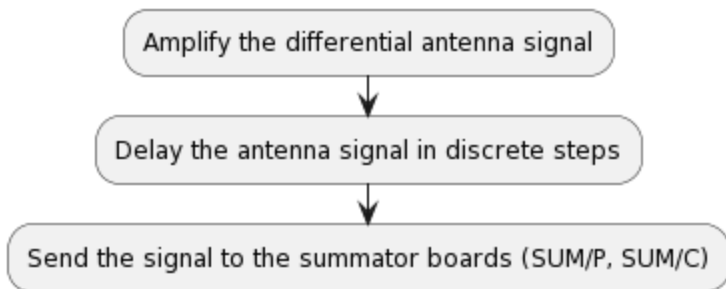 Amplify the differential antenna signal
Delay the antenna signal in discrete steps
Send the signal to the summator boards (SUM/P, SUM/C)